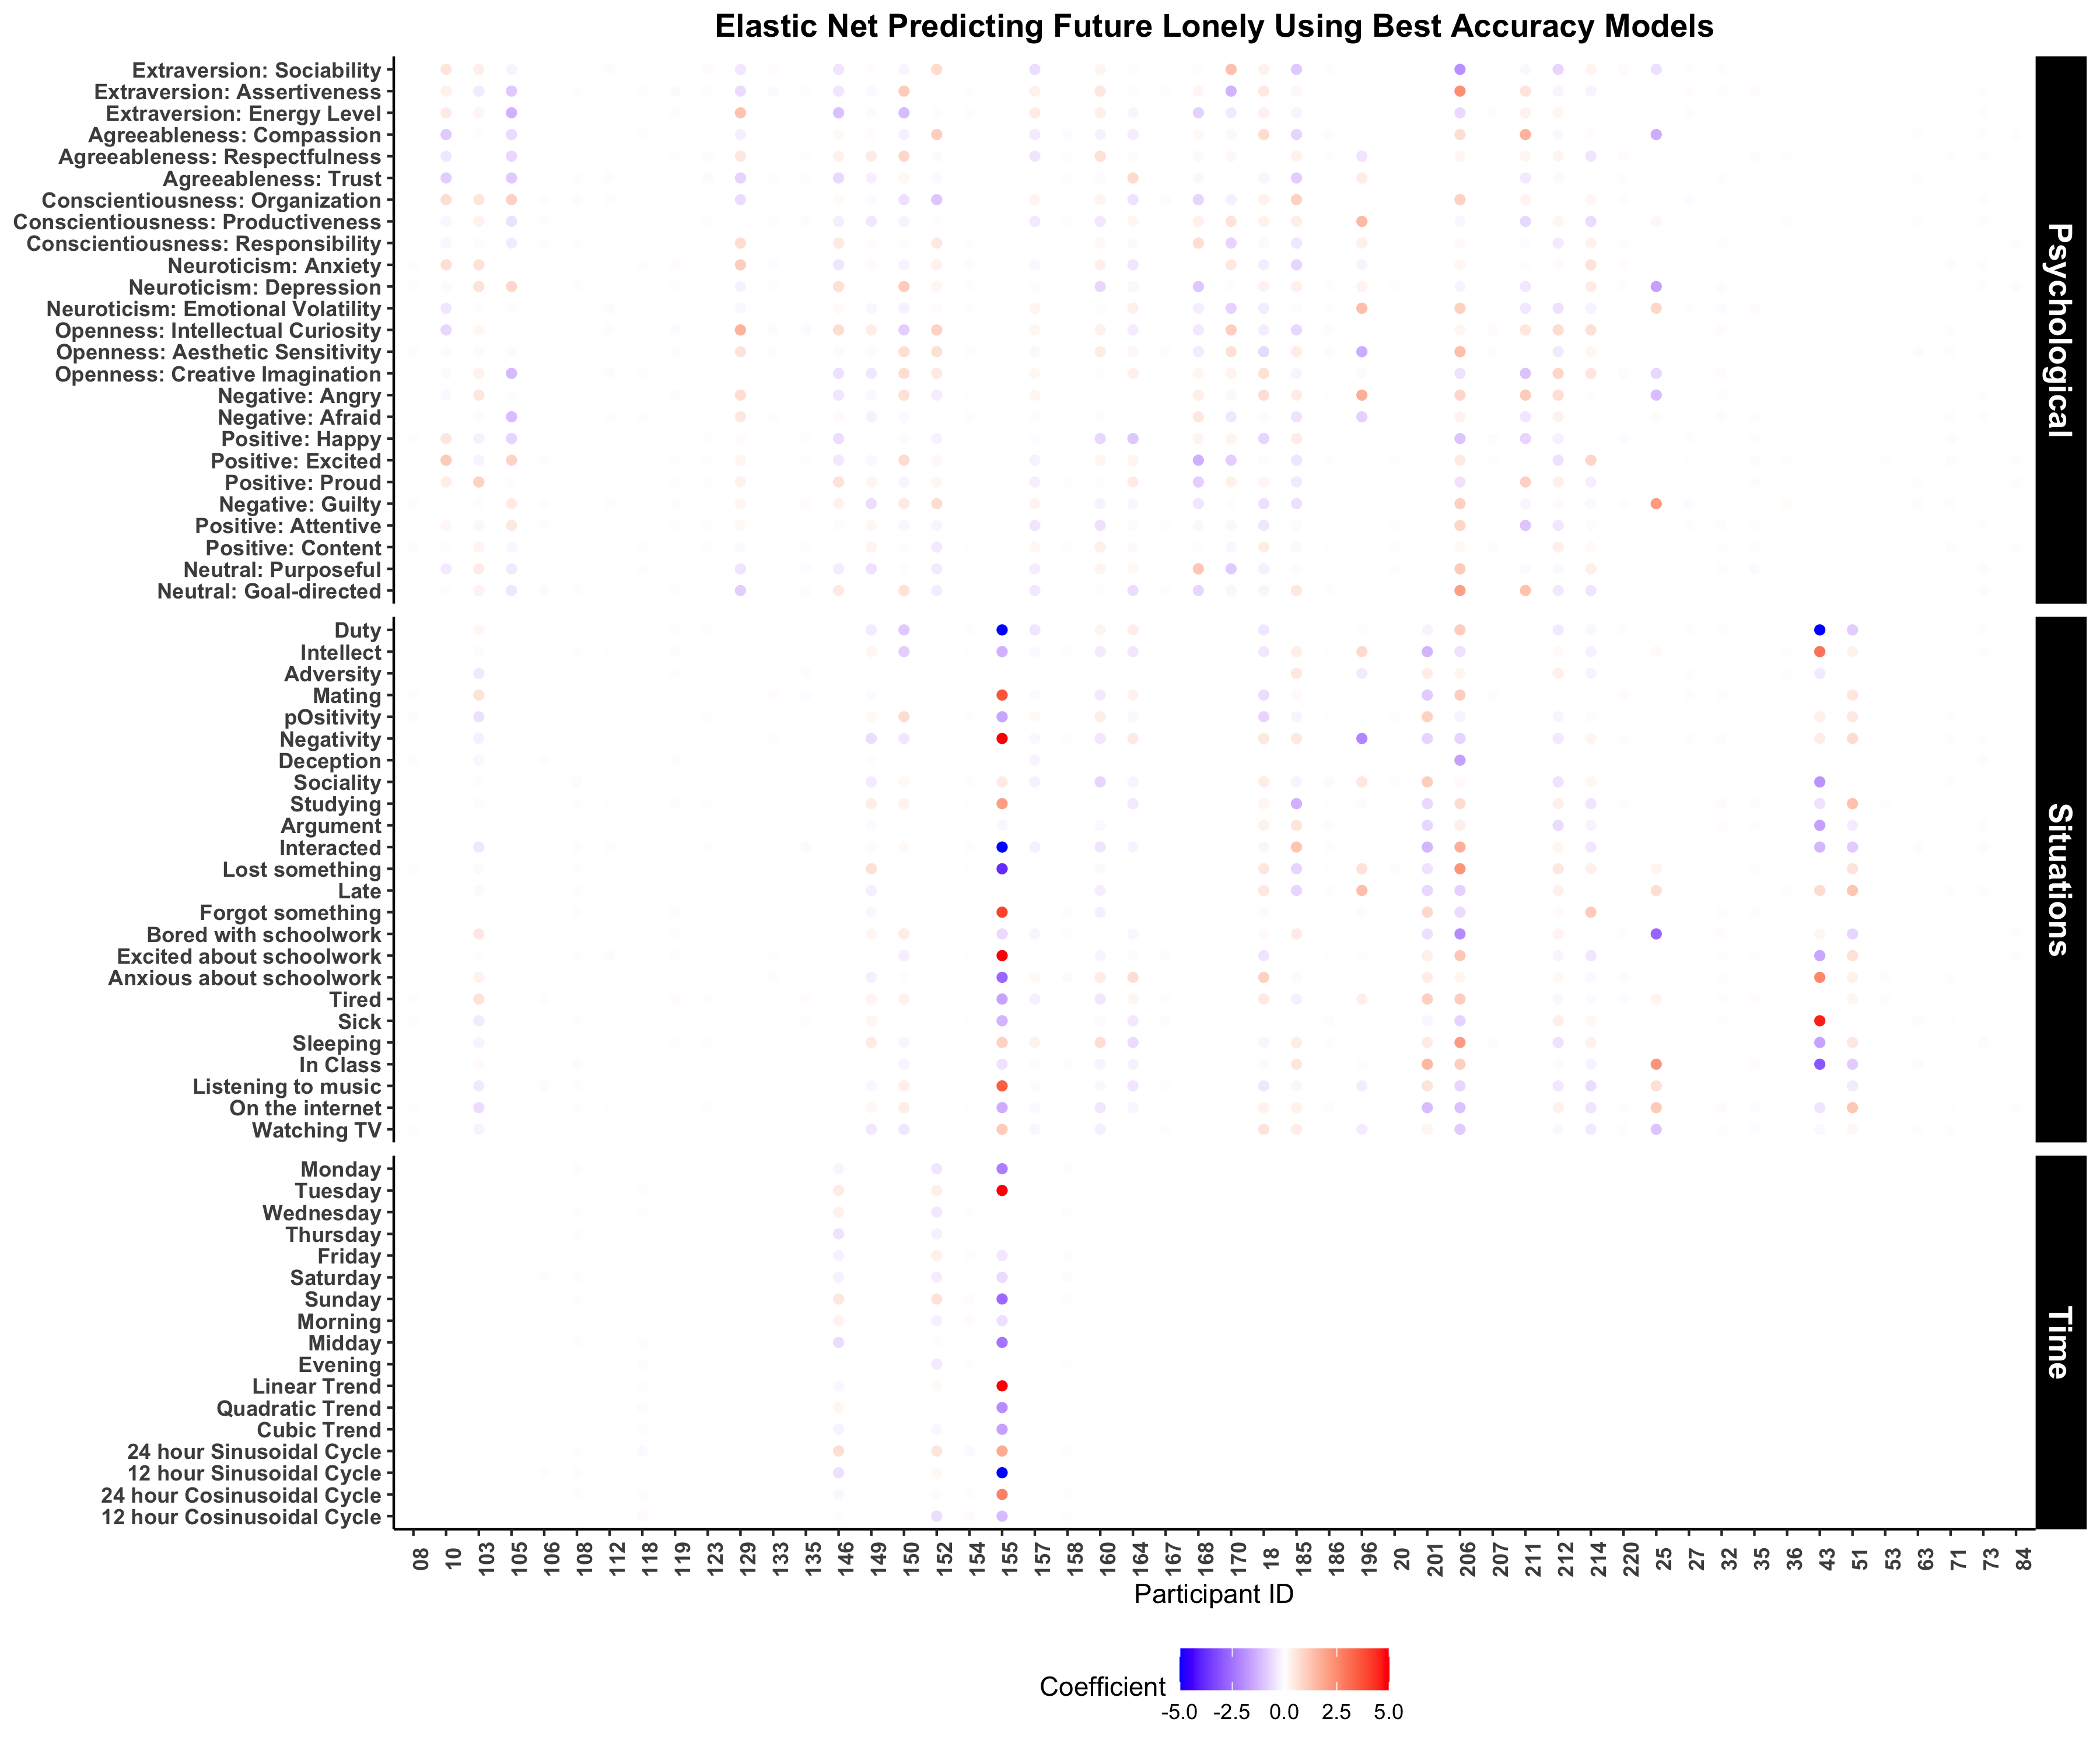 Elastic Net Predicting Future Lonely Using Best Accuracy Models
Extraversion: Sociability
Extraversion: Assertiveness
Extraversion: Energy Level
Agreeableness: Compassion
Agreeableness: Respectfulness
Agreeableness: Trust
Conscientiousness: Organization
Conscientiousness: Productiveness
Conscientiousness: Responsibility
Neuroticism: Anxiety
Neuroticism: Depression
Neuroticism: Emotional Volatility
Openness: Intellectual Curiosity
Openness: Aesthetic Sensitivity
Openness: Creative Imagination
Negative: Angry
Negative: Afraid
Positive: Happy
Positive: Excited
Positive: Proud
Negative: Guilty
Positive: Attentive
Positive: Content
Neutral: Purposeful
Neutral: Goal-directed
Psychological
Duty
Intellect
Adversity
Mating
pOsitivity
Negativity
Deception
Sociality
Studying
Argument
Interacted
Lost something
Late
Forgot something
Bored with schoolwork
Excited about schoolwork
Anxious about schoolwork
Tired
Sick
Sleeping
In Class
Listening to music
On the internet
Watching TV
Situations
Monday
Tuesday
Wednesday
Thursday
Friday
Saturday
Sunday
Morning
Midday
Evening
Linear Trend
Quadratic Trend
Cubic Trend
24 hour Sinusoidal Cycle
12 hour Sinusoidal Cycle
24 hour Cosinusoidal Cycle
12 hour Cosinusoidal Cycle
Time
08 10 103 105 106 108 112 118 119 123 129 133 135 146 149 150 152 154 155 157 158 160 164 167 168 170 18 185 186 196 20 201 206 207 211 212 214 220 25 27 32 35 36 43 51 53 63 71 73 84
Participant ID
Coefficient
-5.0 -2.5 0.0 2.5 5.0